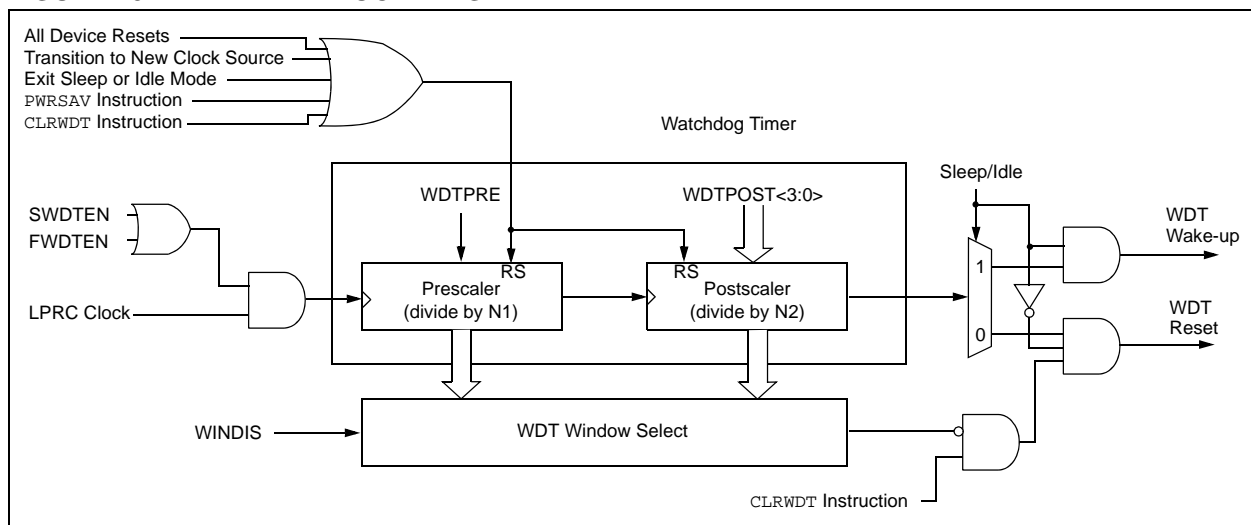 All Device Resets
Transition to New Clock Source
Exit Sleep or Idle Mode
PWRSAV Instruction
CLRWDT Instruction
Watchdog Timer
Sleep/Idle
WDTPRE
WDTPOST<3:0>
SWDTEN
FWDTEN
WDT
Wake-up
RS
RS
1
Prescaler
(divide by N1)
Postscaler
(divide by N2)
LPRC Clock
WDT
Reset
0
WINDIS
WDT Window Select
CLRWDT Instruction